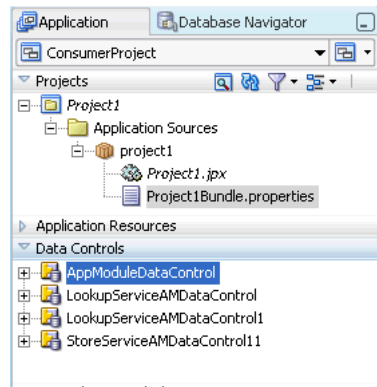 Application Database Navigator
ConsumerProject
Projects
Project1
Application Sources
project1
Project1.jpx
Project1Bundle.properties
Application Resources
Data Controls
AppModuleDataControl
LookupServiceAMDataControl
LookupServiceAMDataControl1
StoreServiceAMDataControl11